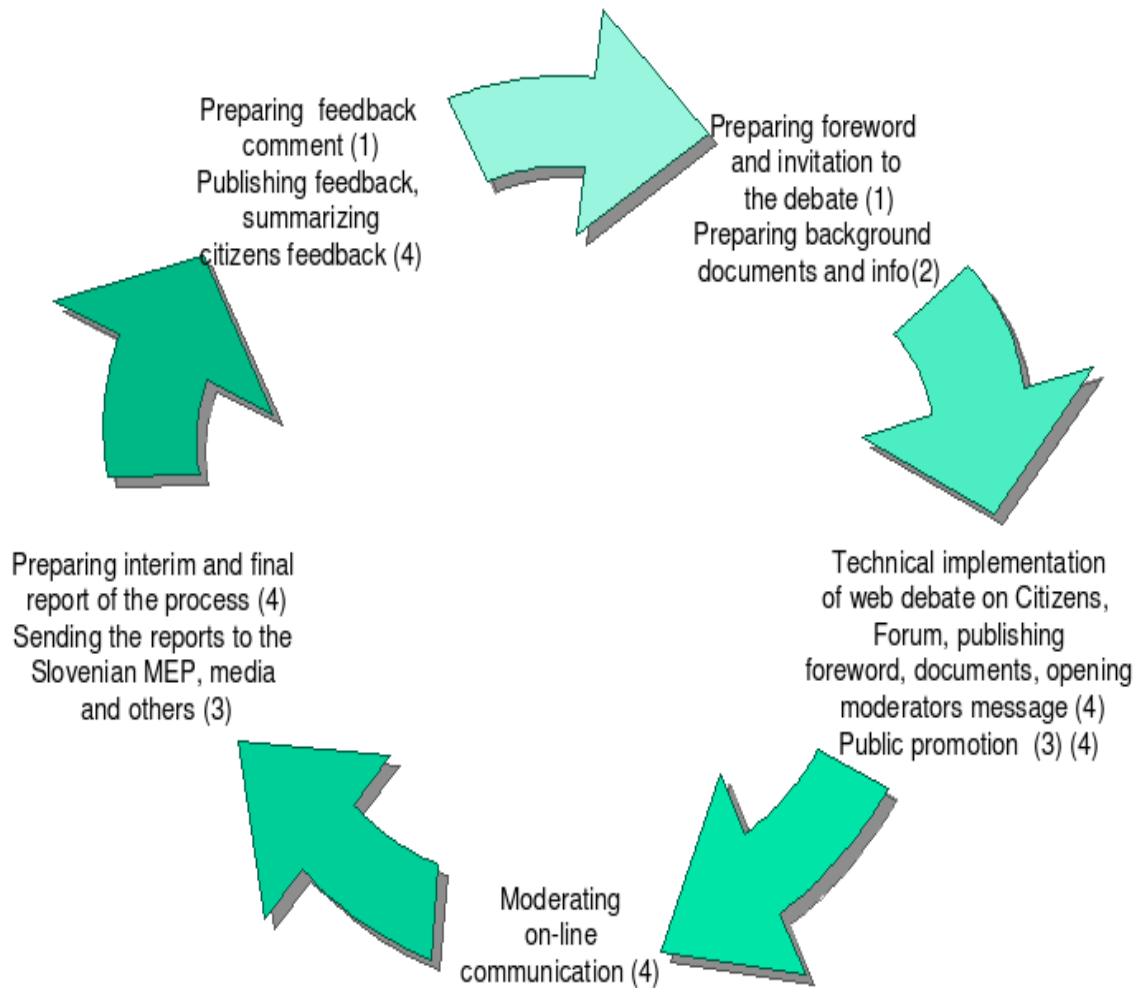 Preparing feedback
comment (1)
Publishing feedback,
summarizing
citizens feedback (4)
Preparing foreword
and invitation to
the debate (1)
Preparing background
documents and info(2)
Technical implementation
of web debate on Citizens,
Forum, publishing
foreword, documents, opening
moderators message (4)
Public promotion (3) (4)
Moderating
on-line
communication (4)
Preparing interim and final
report of the process (4)
Sending the reports to the
Slovenian MEP, media
and others (3)